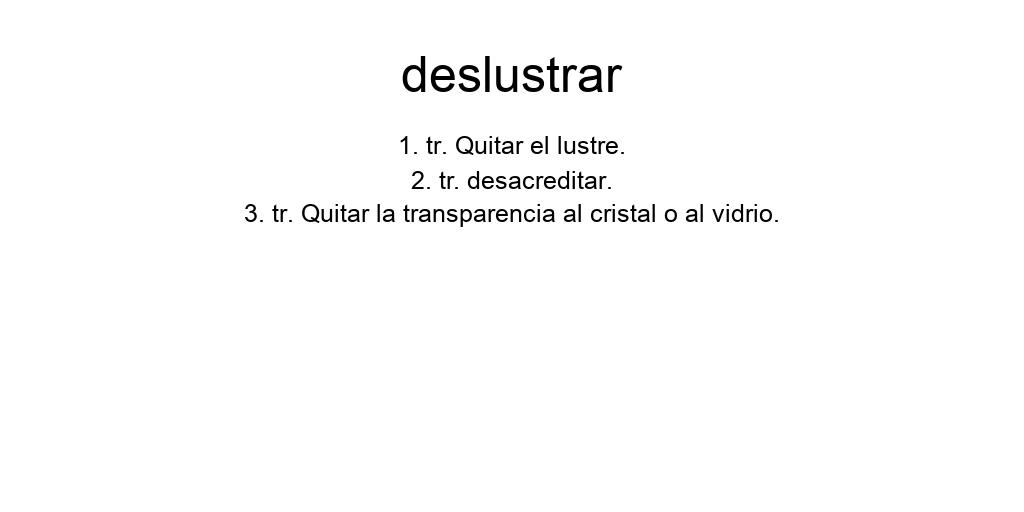 deslustrar
1. tr. Quitar el lustre.
2. tr. desacreditar.
3. tr. Quitar la transparencia al cristal o al vidrio.